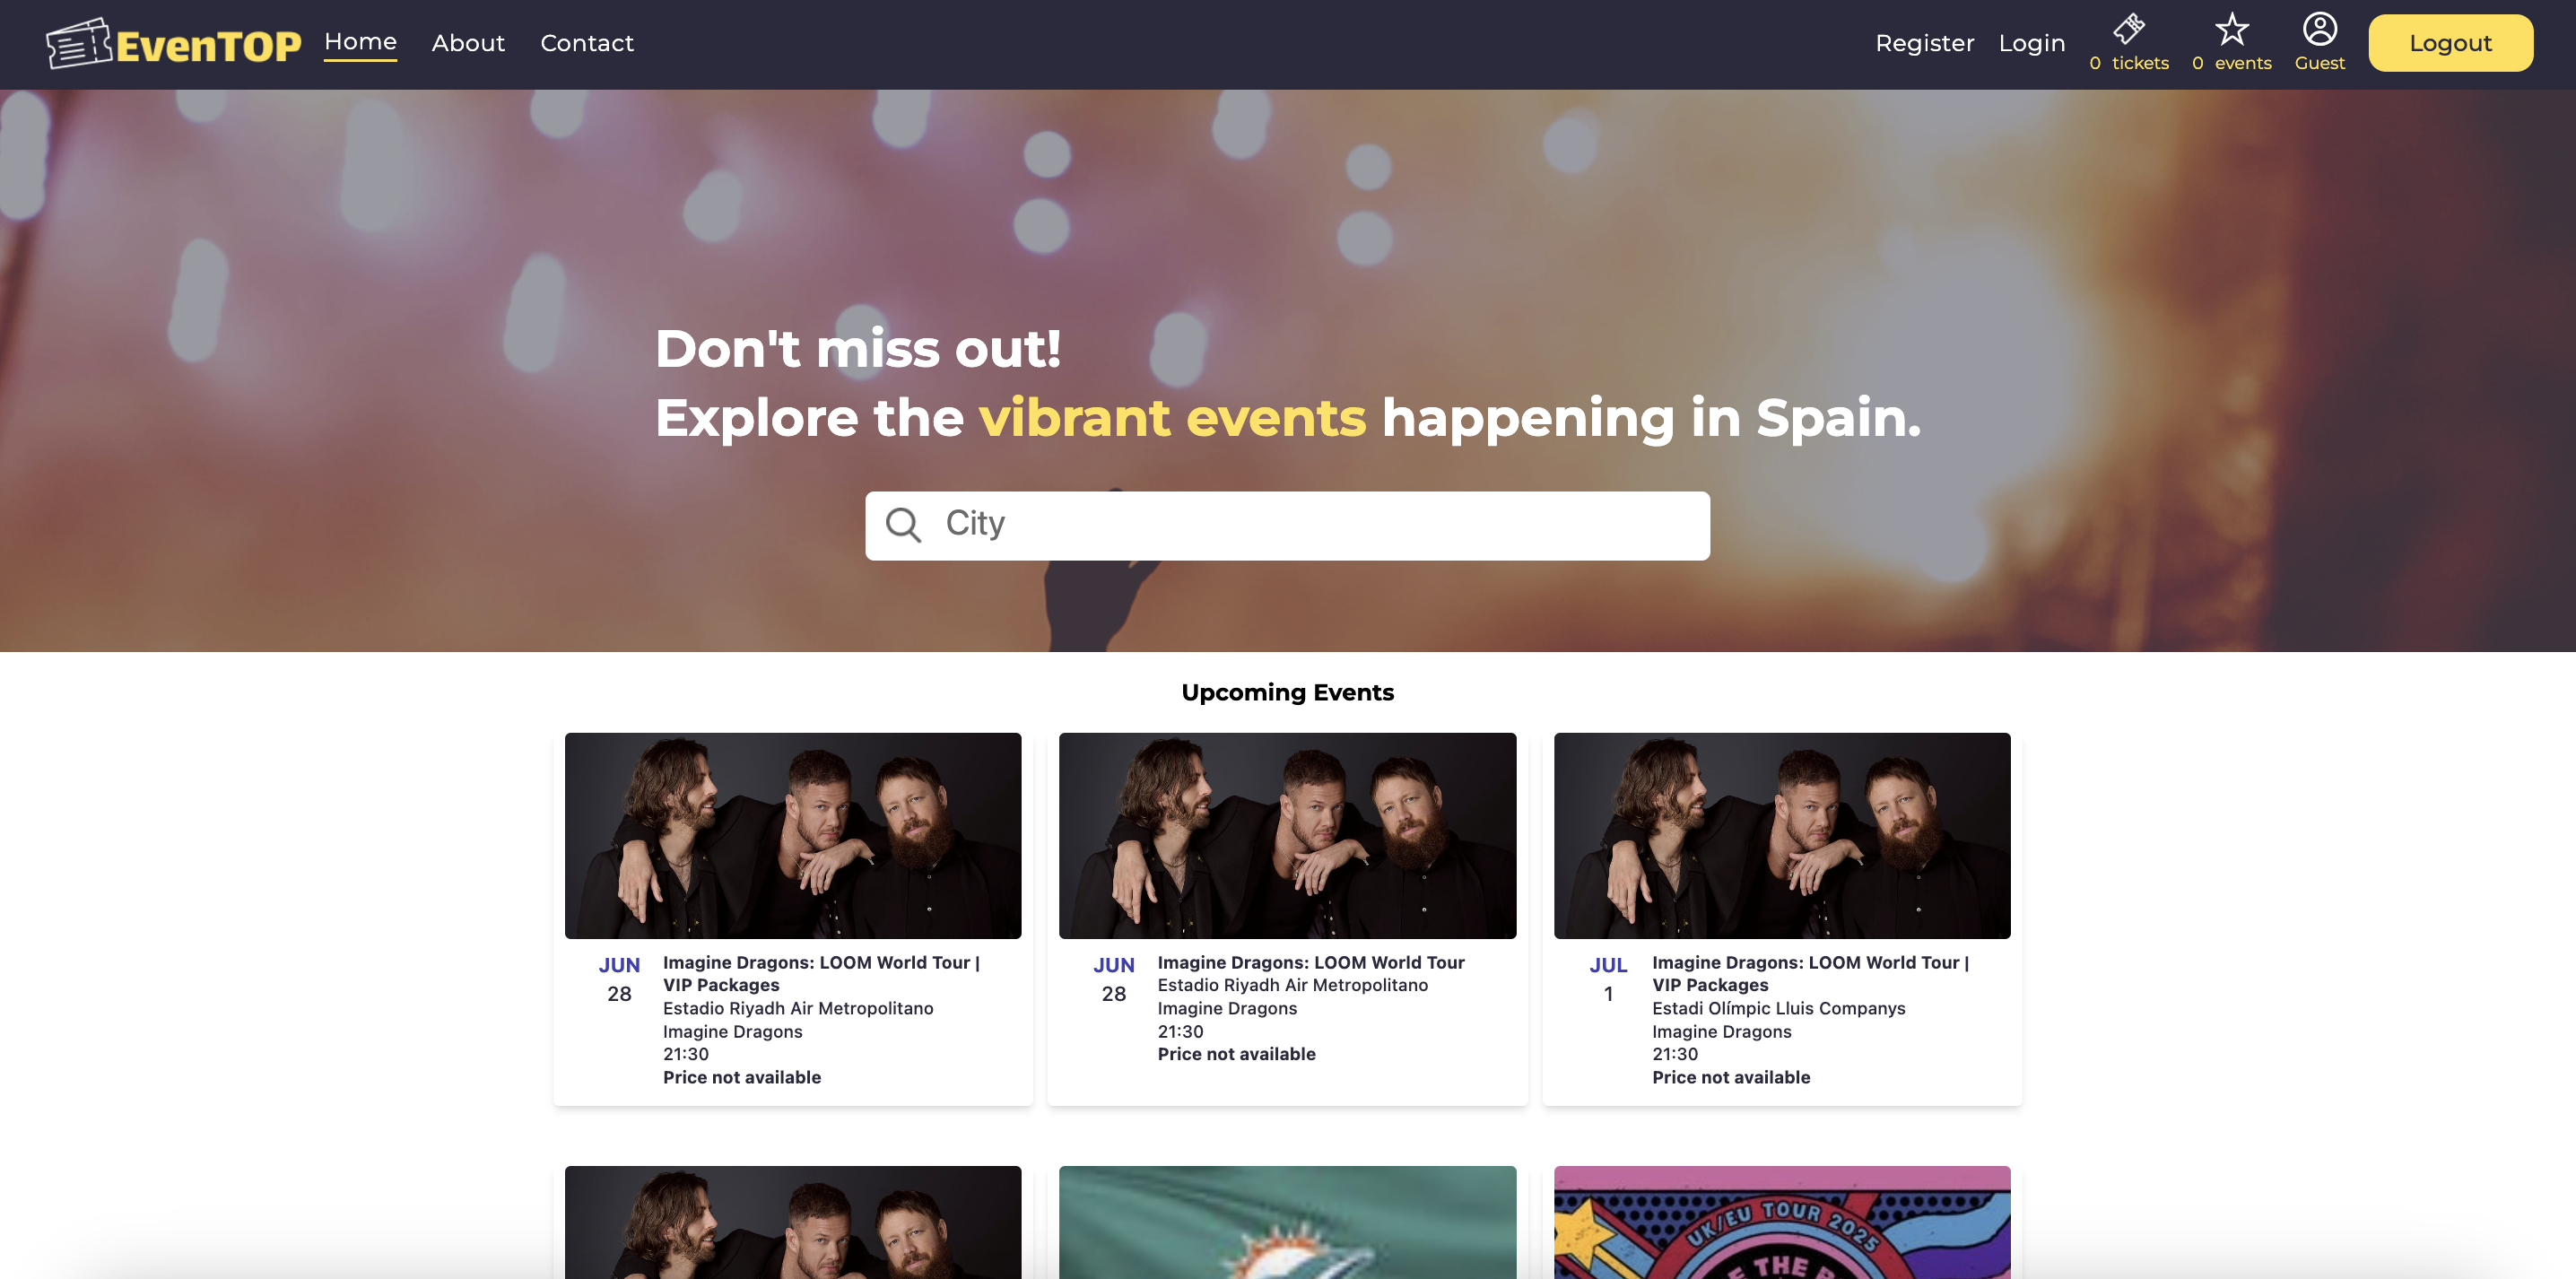 EvenTOP Home About Contact Register Login 0 tickets 0 events Guest Logout
Don't miss out!
Explore the vibrant events happening in Spain.
City
Upcoming Events
JUN
28
Imagine Dragons: LOOM World Tour |
VIP Packages
Estadio Riyadh Air Metropolitano
Imagine Dragons
21:30
Price not available
JUN
28
Imagine Dragons: LOOM World Tour
Estadio Riyadh Air Metropolitano
Imagine Dragons
21:30
Price not available
JUL
1
Imagine Dragons: LOOM World Tour |
VIP Packages
Estadi Olímpic Lluis Companys
Imagine Dragons
21:30
Price not available
UK/EU TOUR 2025
THE